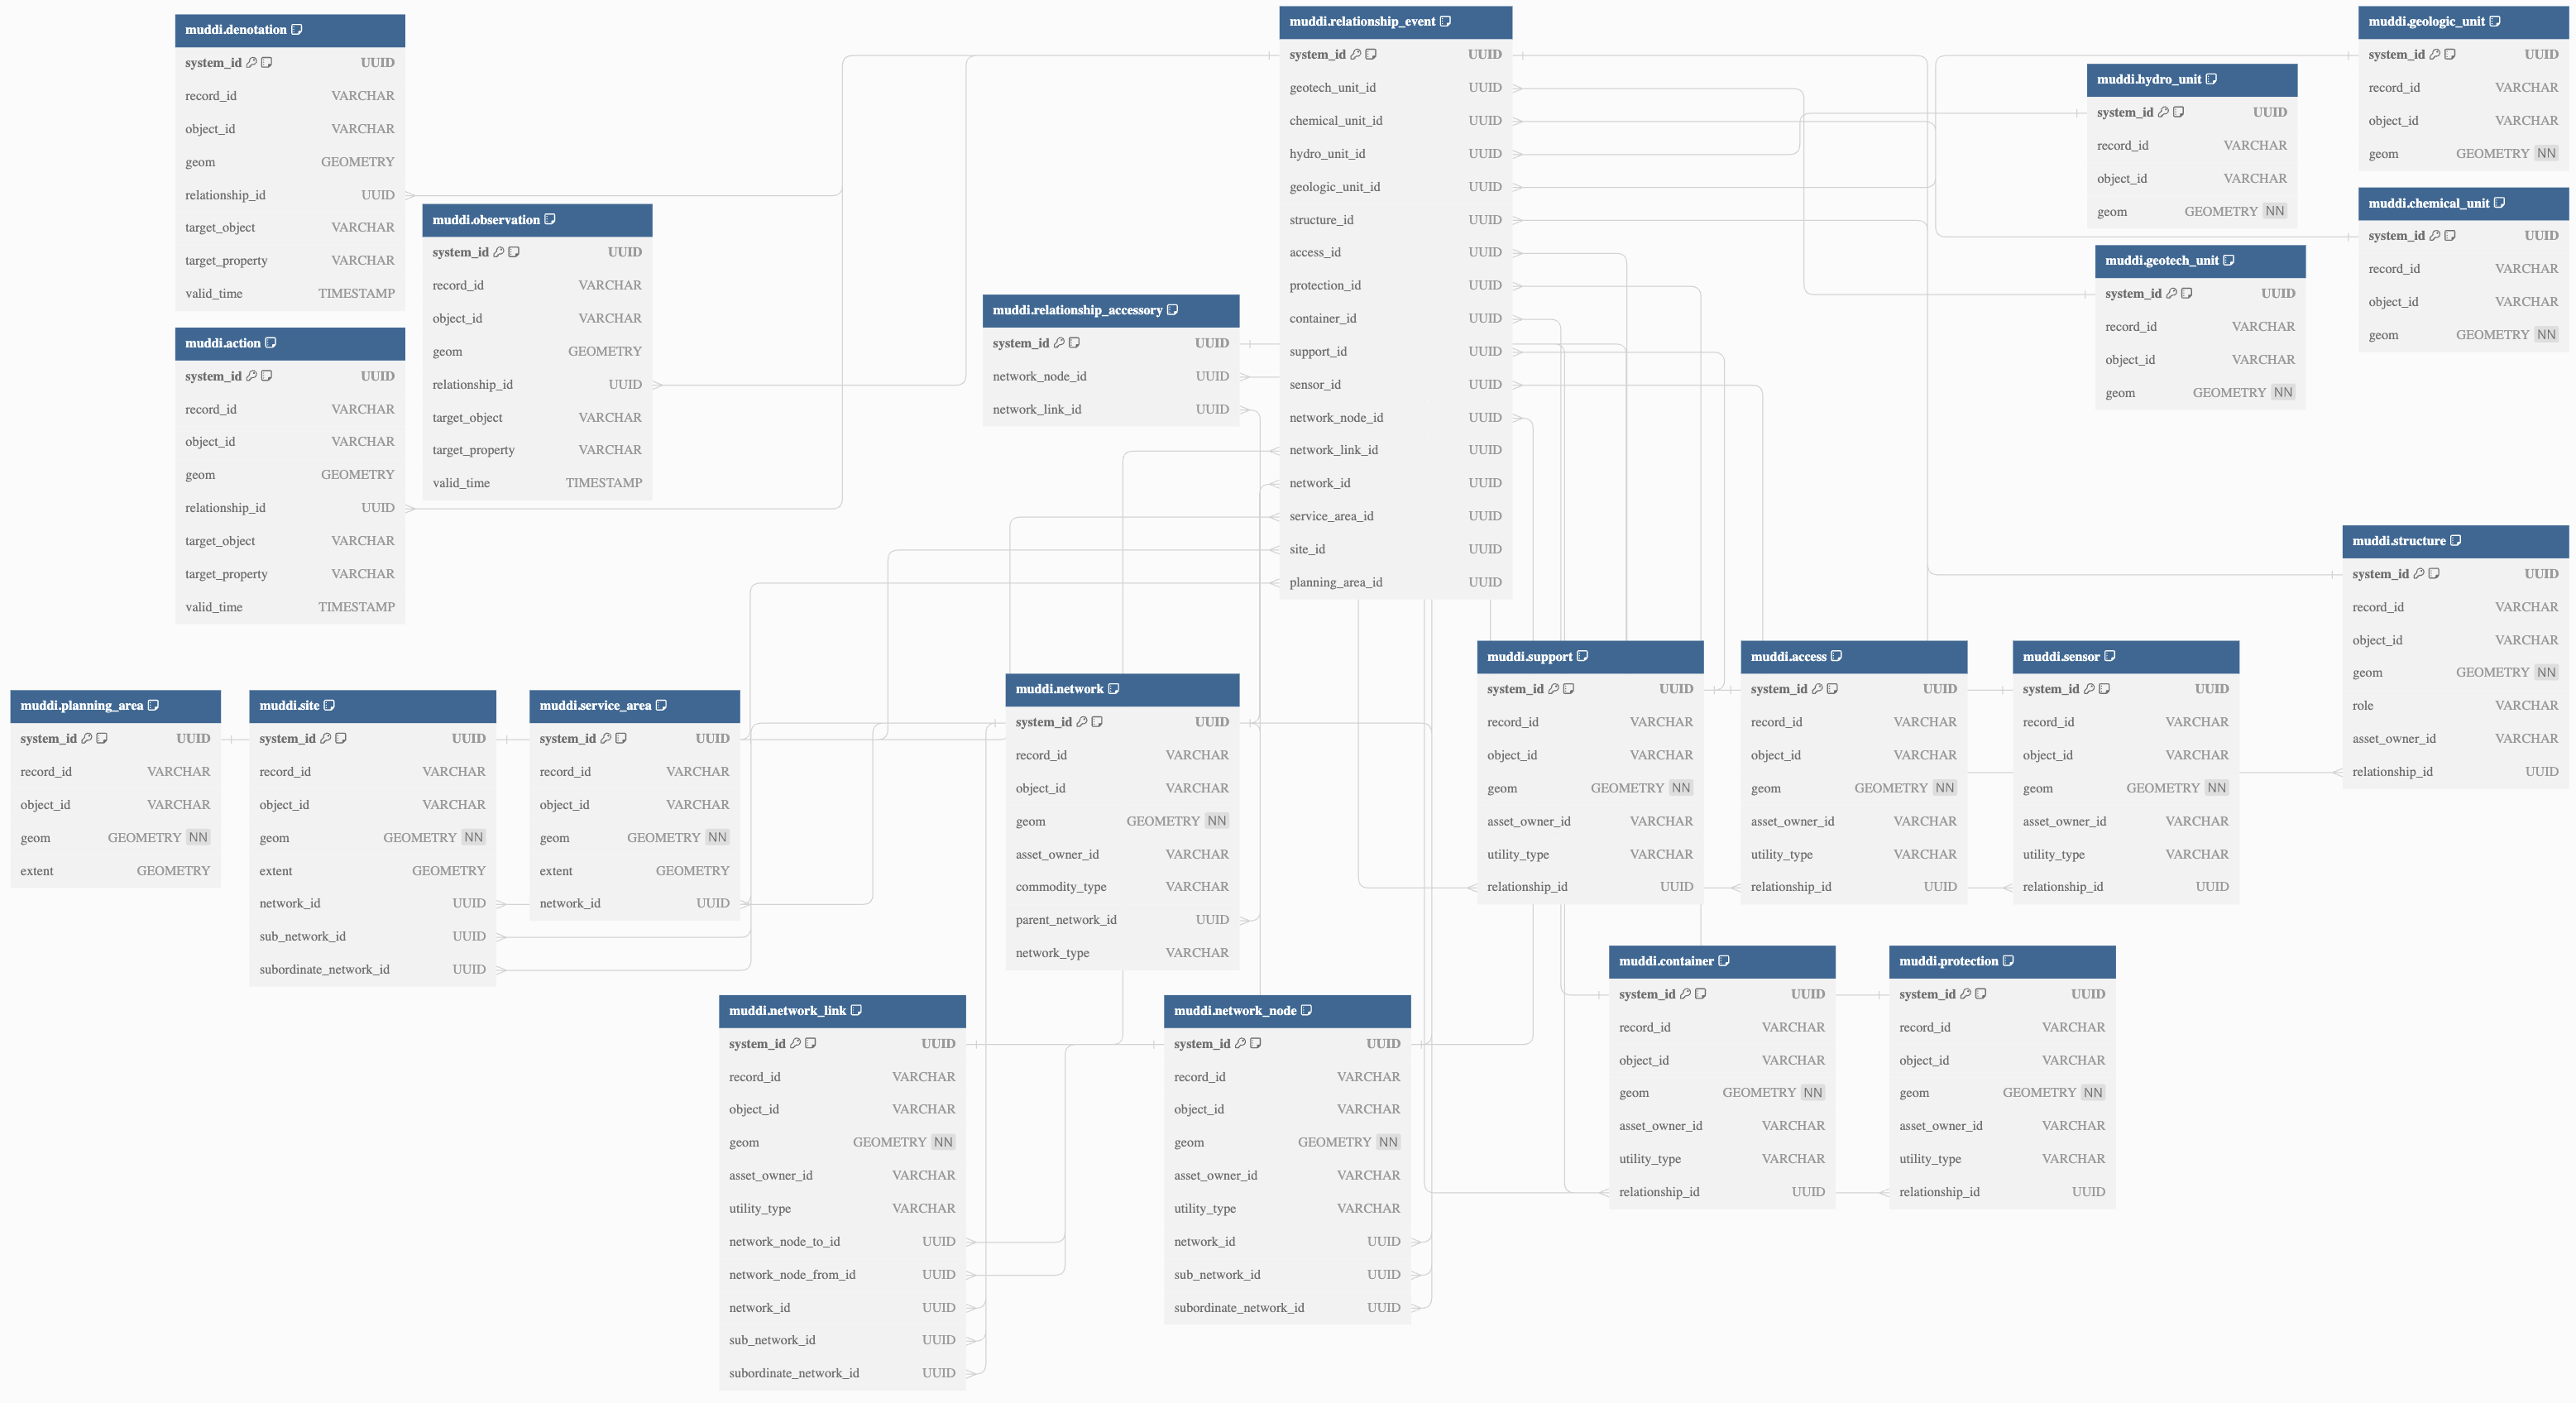 muddi.denotation
system_id UUID
record_id VARCHAR
object_id VARCHAR
geom GEOMETRY
relationship_id UUID
target_object VARCHAR
target_property VARCHAR
valid_time TIMESTAMP
muddi.action
system_id UUID
record_id VARCHAR
object_id VARCHAR
geom GEOMETRY
relationship_id UUID
target_object VARCHAR
target_property VARCHAR
valid_time TIMESTAMP
muddi.observation
system_id UUID
record_id VARCHAR
object_id VARCHAR
geom GEOMETRY
relationship_id UUID
target_object VARCHAR
target_property VARCHAR
valid_time TIMESTAMP
muddi.relationship_accessory
system_id UUID
network_node_id UUID
network_link_id UUID
muddi.relationship_event
system_id UUID
geotech_unit_id UUID
chemical_unit_id UUID
hydro_unit_id UUID
geologic_unit_id UUID
structure_id UUID
access_id UUID
protection_id UUID
container_id UUID
support_id UUID
sensor_id UUID
network_node_id UUID
network_link_id UUID
network_id UUID
service_area_id UUID
site_id UUID
planning_area_id UUID
muddi.hydro_unit
system_id UUID
record_id VARCHAR
object_id VARCHAR
geom GEOMETRY NN
muddi.geotech_unit
system_id UUID
record_id VARCHAR
object_id VARCHAR
geom GEOMETRY NN
muddi.geologic_unit
system_id UUID
record_id VARCHAR
object_id VARCHAR
geom GEOMETRY NN
muddi.chemical_unit
system_id UUID
record_id VARCHAR
object_id VARCHAR
geom GEOMETRY NN
muddi.structure
system_id UUID
record_id VARCHAR
object_id VARCHAR
geom GEOMETRY NN
role VARCHAR
asset_owner_id VARCHAR
relationship_id UUID
muddi.planning_area
system_id UUID
record_id VARCHAR
object_id VARCHAR
geom GEOMETRY NN
extent GEOMETRY
muddi.site
system_id UUID
record_id VARCHAR
object_id VARCHAR
geom GEOMETRY NN
extent GEOMETRY
network_id UUID
sub_network_id UUID
subordinate_network_id UUID
muddi.service_area
system_id UUID
record_id VARCHAR
object_id VARCHAR
geom GEOMETRY NN
extent GEOMETRY
network_id UUID
muddi.network
system_id UUID
record_id VARCHAR
object_id VARCHAR
geom GEOMETRY NN
asset_owner_id VARCHAR
commodity_type VARCHAR
parent_network_id UUID
network_type VARCHAR
muddi.support
system_id UUID
record_id VARCHAR
object_id VARCHAR
geom GEOMETRY NN
asset_owner_id VARCHAR
utility_type VARCHAR
relationship_id UUID
muddi.access
system_id UUID
record_id VARCHAR
object_id VARCHAR
geom GEOMETRY NN
asset_owner_id VARCHAR
utility_type VARCHAR
relationship_id UUID
muddi.sensor
system_id UUID
record_id VARCHAR
object_id VARCHAR
geom GEOMETRY NN
asset_owner_id VARCHAR
utility_type VARCHAR
relationship_id UUID
muddi.network_link
system_id UUID
record_id VARCHAR
object_id VARCHAR
geom GEOMETRY NN
asset_owner_id VARCHAR
utility_type VARCHAR
network_node_to_id UUID
network_node_from_id UUID
network_id UUID
sub_network_id UUID
subordinate_network_id UUID
muddi.network_node
system_id UUID
record_id VARCHAR
object_id VARCHAR
geom GEOMETRY NN
asset_owner_id VARCHAR
utility_type VARCHAR
network_id UUID
sub_network_id UUID
subordinate_network_id UUID
muddi.container
system_id UUID
record_id VARCHAR
object_id VARCHAR
geom GEOMETRY NN
asset_owner_id VARCHAR
utility_type VARCHAR
relationship_id UUID
muddi.protection
system_id UUID
record_id VARCHAR
object_id VARCHAR
geom GEOMETRY NN
asset_owner_id VARCHAR
utility_type VARCHAR
relationship_id UUID